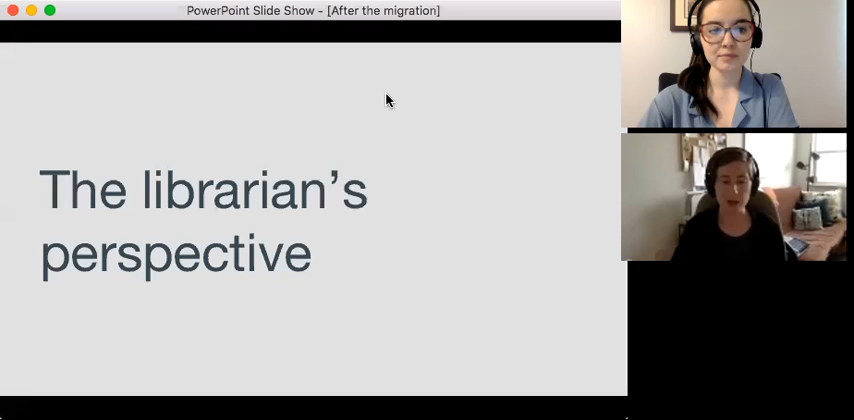 PowerPoint Slide Show - [After the migration]
The librarian’s
perspective